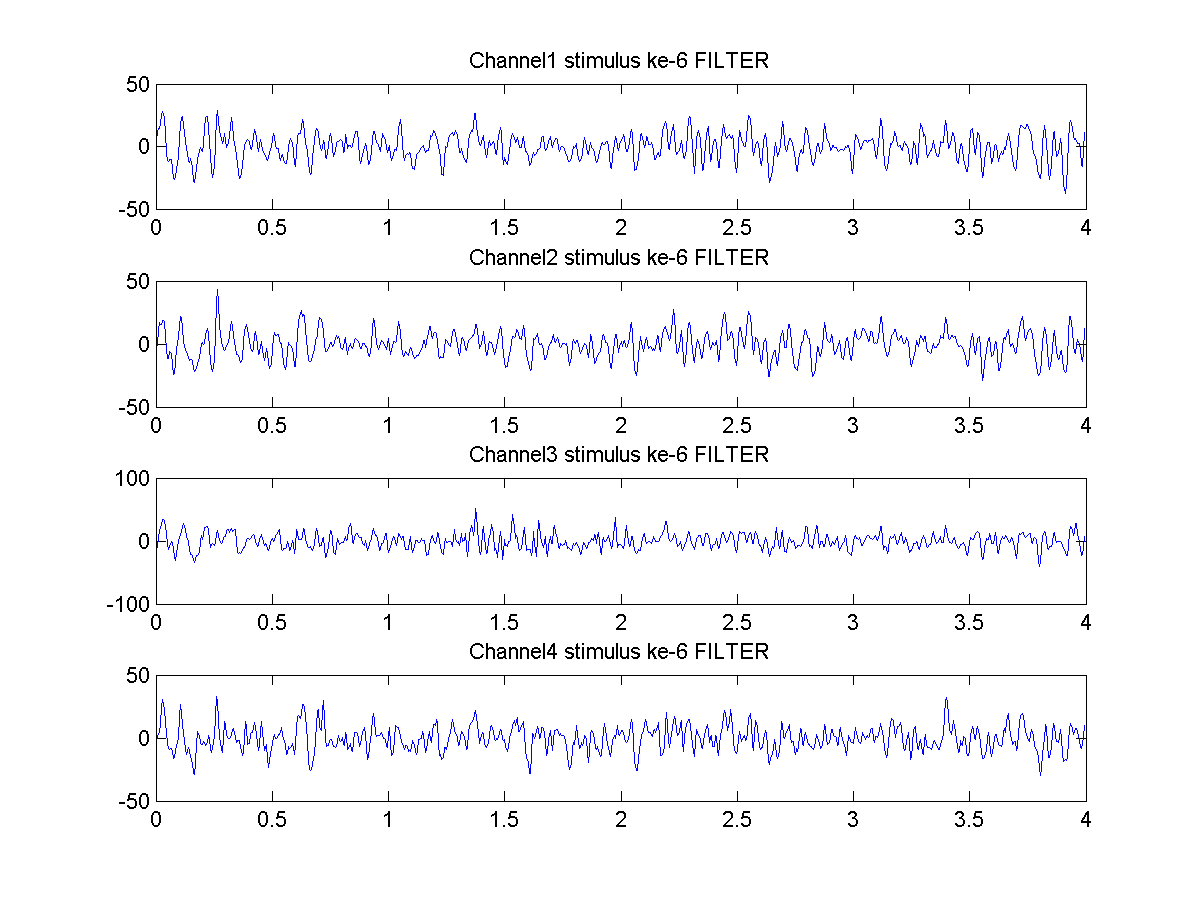 Channel1 stimulus ke-6 FILTER
50
0
-50
0 0.5 1 1.5 2 2.5 3 3.5 4
Channel2 stimulus ke-6 FILTER
50
0
-50
0 0.5 1 1.5 2 2.5 3 3.5 4
Channel3 stimulus ke-6 FILTER
100
0
-100
0 0.5 1 1.5 2 2.5 3 3.5 4
Channel4 stimulus ke-6 FILTER
50
0
-50
0 0.5 1 1.5 2 2.5 3 3.5 4